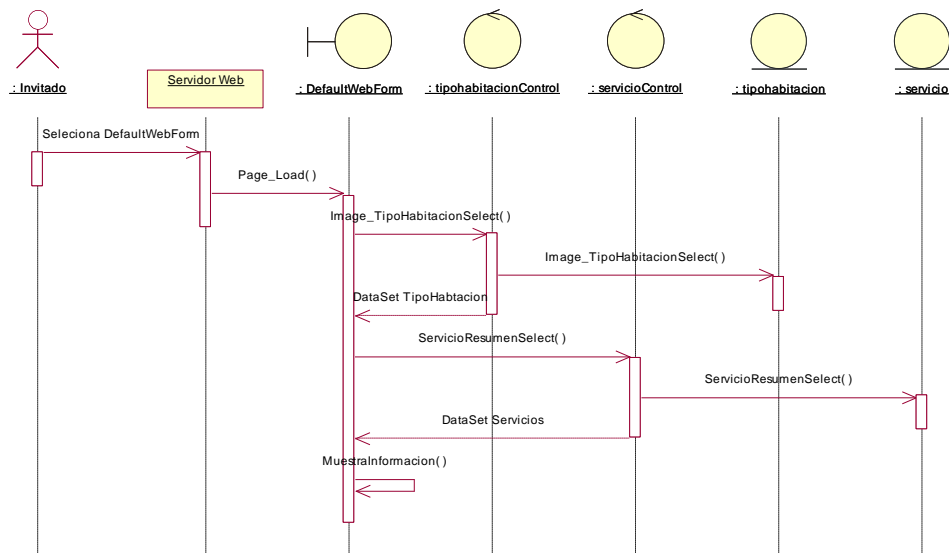 Servidor Web
: Invitado
: DefaultWebForm
: tipohabitacionControl
: servicioControl
: tipohabitacion
: servicio
Seleciona DefaultWebForm
Page_Load( )
Image_TipoHabitacionSelect( )
Image_TipoHabitacionSelect( )
DataSet TipoHabtacion
ServicioResumenSelect( )
ServicioResumenSelect( )
DataSet Servicios
MuestraInformacion( )